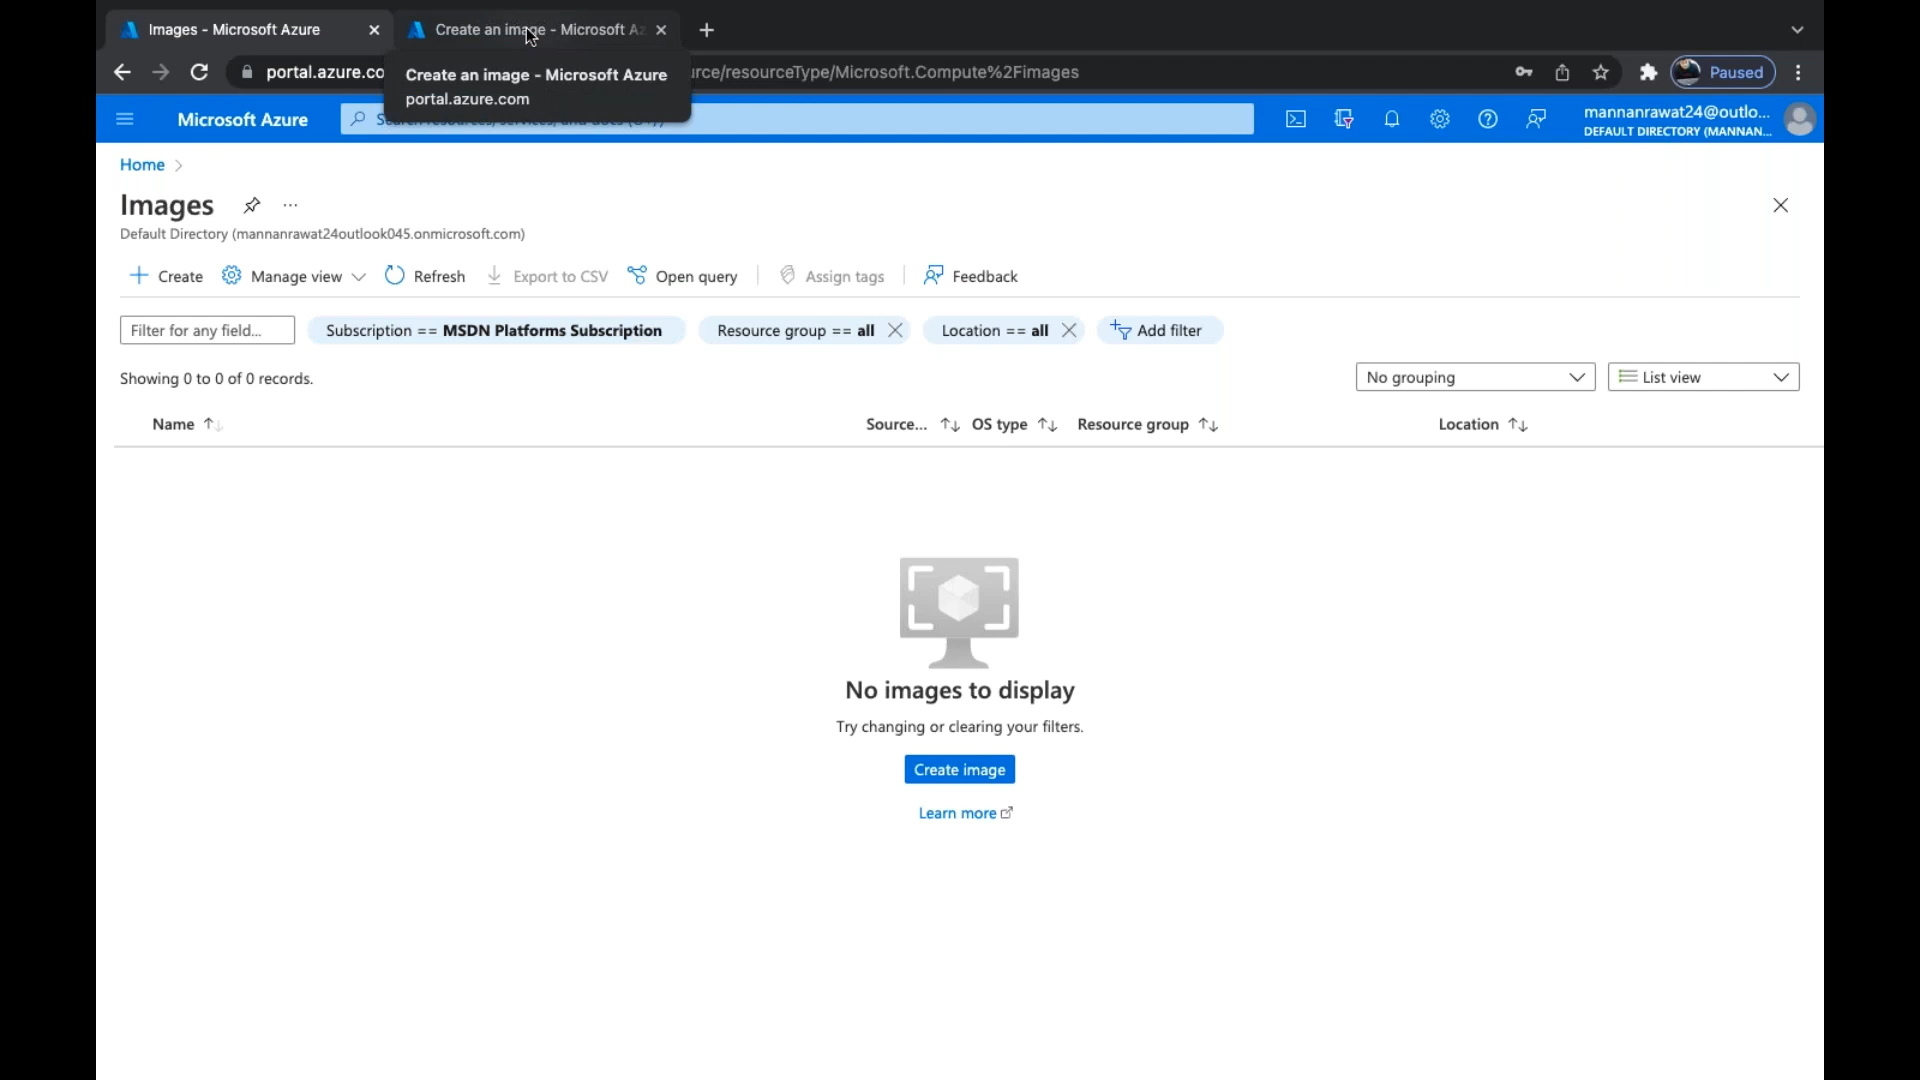 Images - Microsoft Azure
Create an image - Microsoft Az
portal.azure.co
urce/resourceType/Microsoft.Compute%2Fimages
Paused
Create an image - Microsoft Azure
portal.azure.com
Microsoft Azure
mannanrawat24@outlo...
DEFAULT DIRECTORY (MANNAN...
Home
Images
Default Directory (mannanrawat24outlook045.onmicrosoft.com)
Create
Manage view
Refresh
Export to CSV
Open query
Assign tags
Feedback
Filter for any field...
Subscription == MSDN Platforms Subscription
Resource group == all
Location == all
Add filter
Showing 0 to 0 of 0 records.
No grouping
List view
Name
Source...
OS type
Resource group
Location
No images to display
Try changing or clearing your filters.
Create image
Learn more